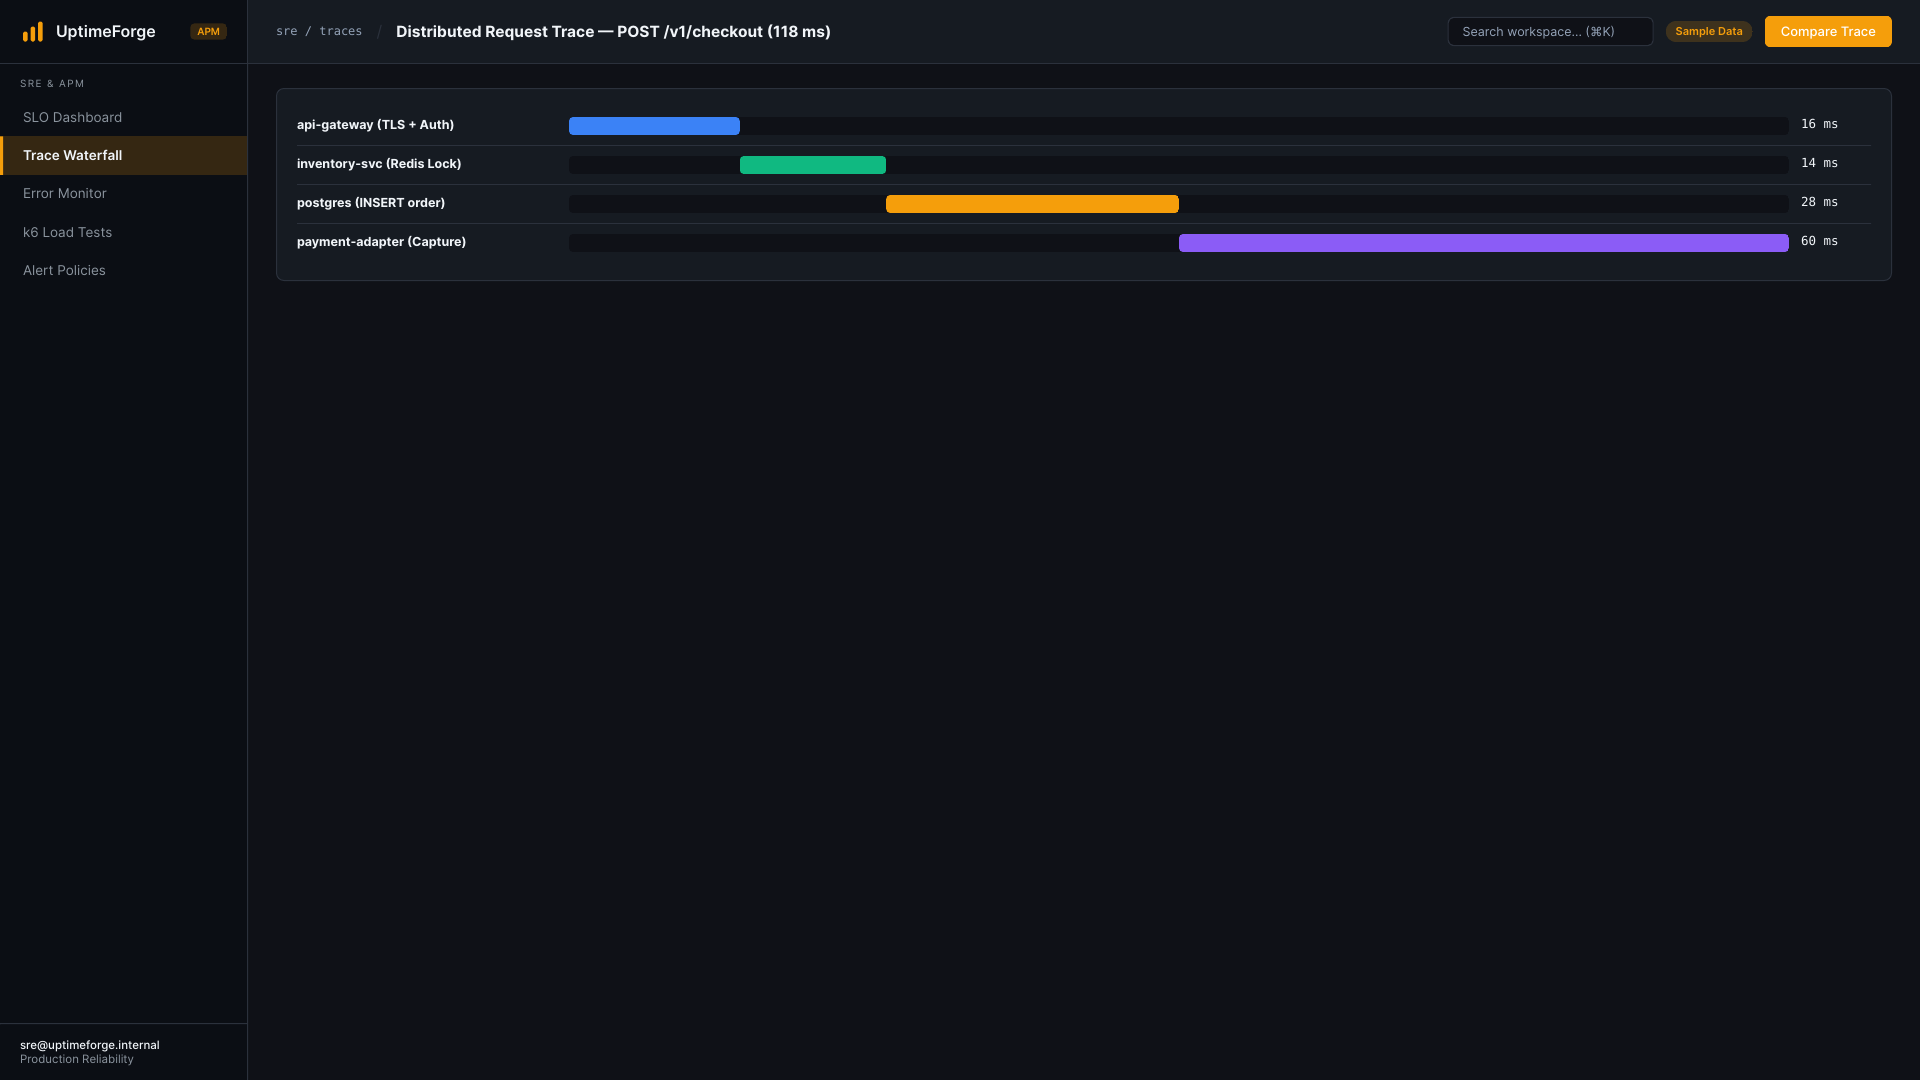 UptimeForge
APM
sre / traces / Distributed Request Trace — POST /v1/checkout (118 ms)
Search workspace... (⌘K)
Sample Data
Compare Trace
SRE & APM
SLO Dashboard
Trace Waterfall
Error Monitor
k6 Load Tests
Alert Policies
api-gateway (TLS + Auth)
16 ms
inventory-svc (Redis Lock)
14 ms
postgres (INSERT order)
28 ms
payment-adapter (Capture)
60 ms
sre@uptimeforge.internal
Production Reliability